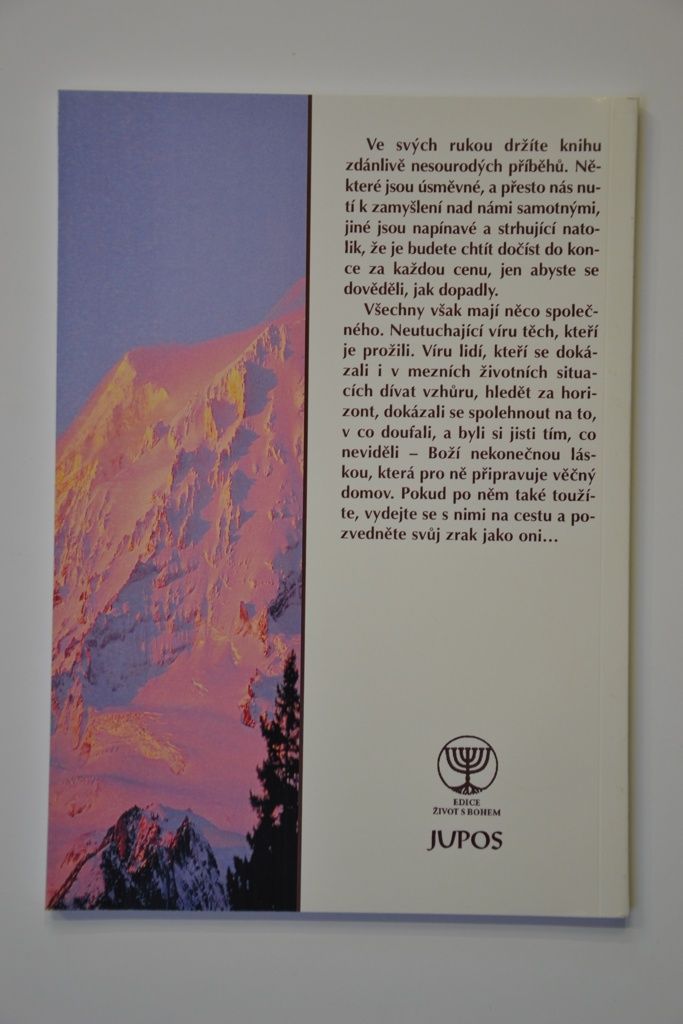 Ve svých rukou držíte knihu
zdánlivě nesourodých příběhů. Ně-
které jsou úsměvné, a přesto nás nu-
tí k zamyšlení nad námi samotnými,
jiné jsou napínavé a strhující nato-
lik, že je budete chtít dočíst do kon-
ce za každou cenu, jen abyste se
dověděli, jak dopadly.
Všechny však mají něco společ-
ného. Neutuchající víru těch, kteří
je prožili. Víru lidí, kteří se doká-
zali i v mezních životních situa-
cích dívat vzhůru, hledět za hori-
zont, dokázali se spolehnout na to,
v co doufali, a byli si jisti tím, co
neviděli – Boží nekonečnou lás-
kou, která pro ně připravuje věčný
domov. Pokud po něm také touží-
te, vydejte se s nimi na cestu a po-
zvedněte svůj zrak jako oni...
EDICE
ŽIVOT S BOHEM
JUPOS